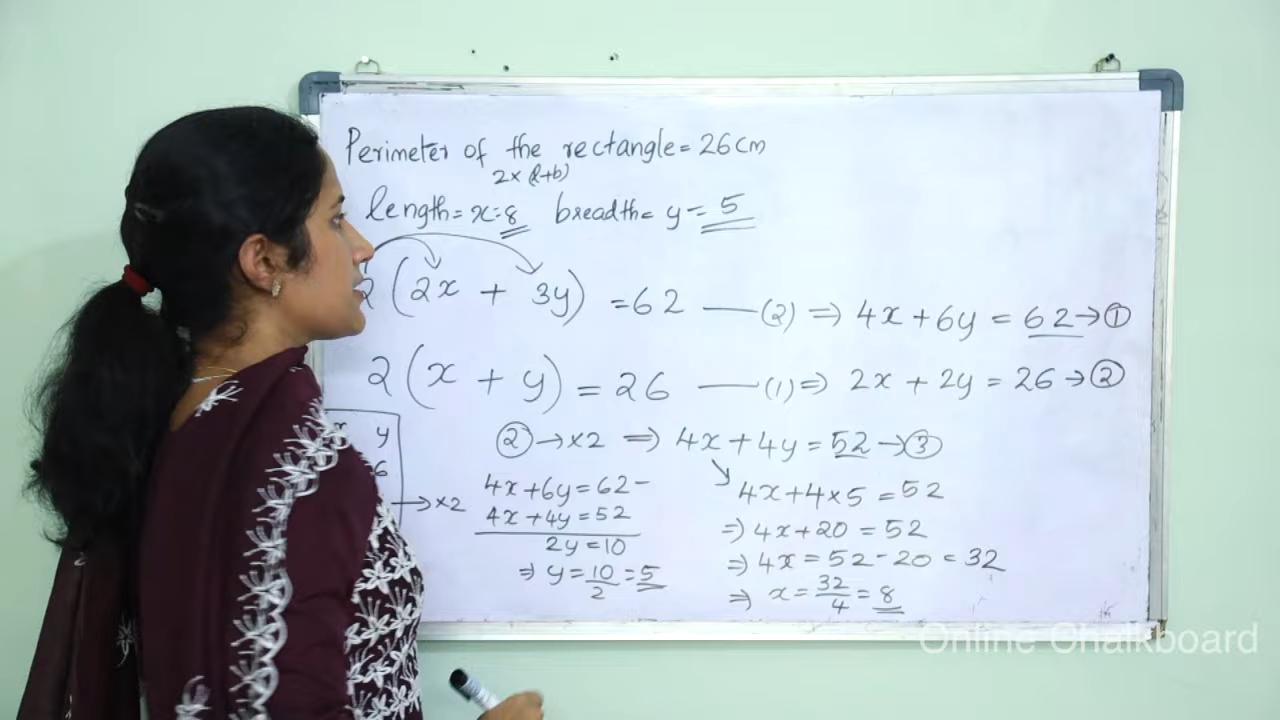 Perimeter of the rectangle = 26cm
2 × (l+b)
length = x = 8 breadth = y = 5
2(2x + 3y) = 62 — (2) ⇒ 4x + 6y = 62 → ①
2(x + y) = 26 — (1) ⇒ 2x + 2y = 26 → ②
② → ×2 ⇒ 4x + 4y = 52 → ③
x y
6
→ ×2
4x + 6y = 62 –
4x + 4y = 52
2y = 10
⇒ y = 10/2 = 5
4x + 4×5 = 52
⇒ 4x + 20 = 52
⇒ 4x = 52 – 20 = 32
⇒ x = 32/4 = 8
Online Chalkboard